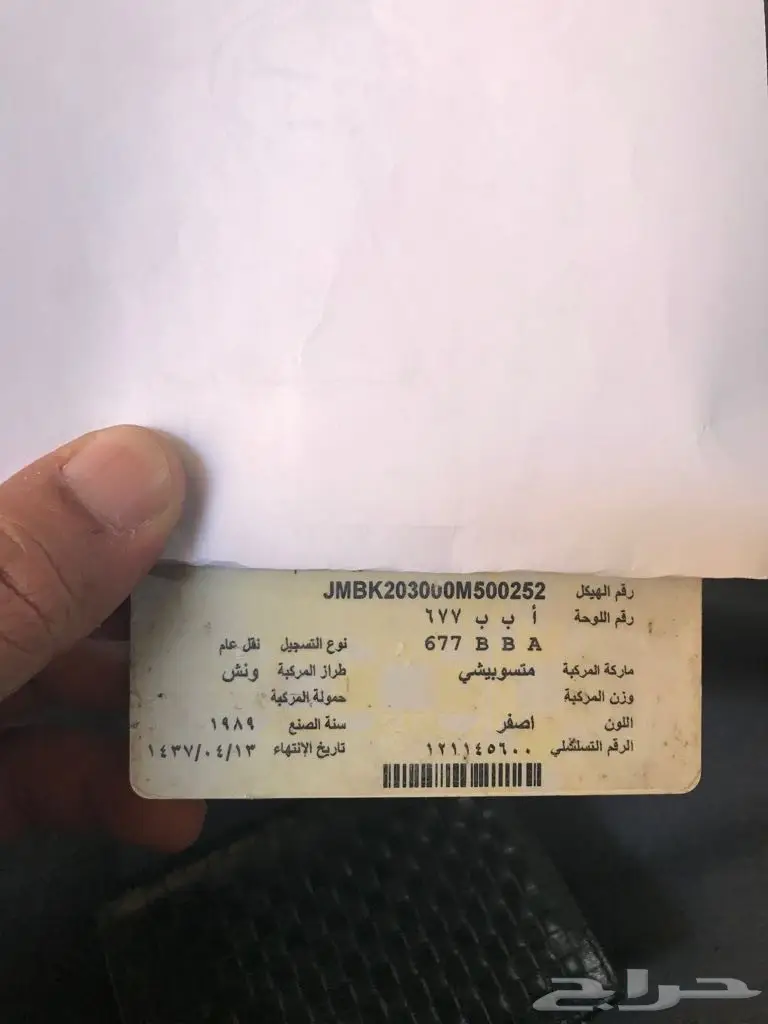 رقم الهيكل JMBK203000M500252
رقم اللوحة أ ب ب ٦٧٧
677 B B A نوع التسجيل نقل عام
ماركة المركبة متسوبيشي طراز المركبة ونش
وزن المركبة حمولة المركبة
اللون اصفر سنة الصنع ١٩٨٩
الرقم التسلسلي ١٢١١٤٥٦٠٠ تاريخ الإنتهاء ١٤٣٧/٠٤/١٣
حراج